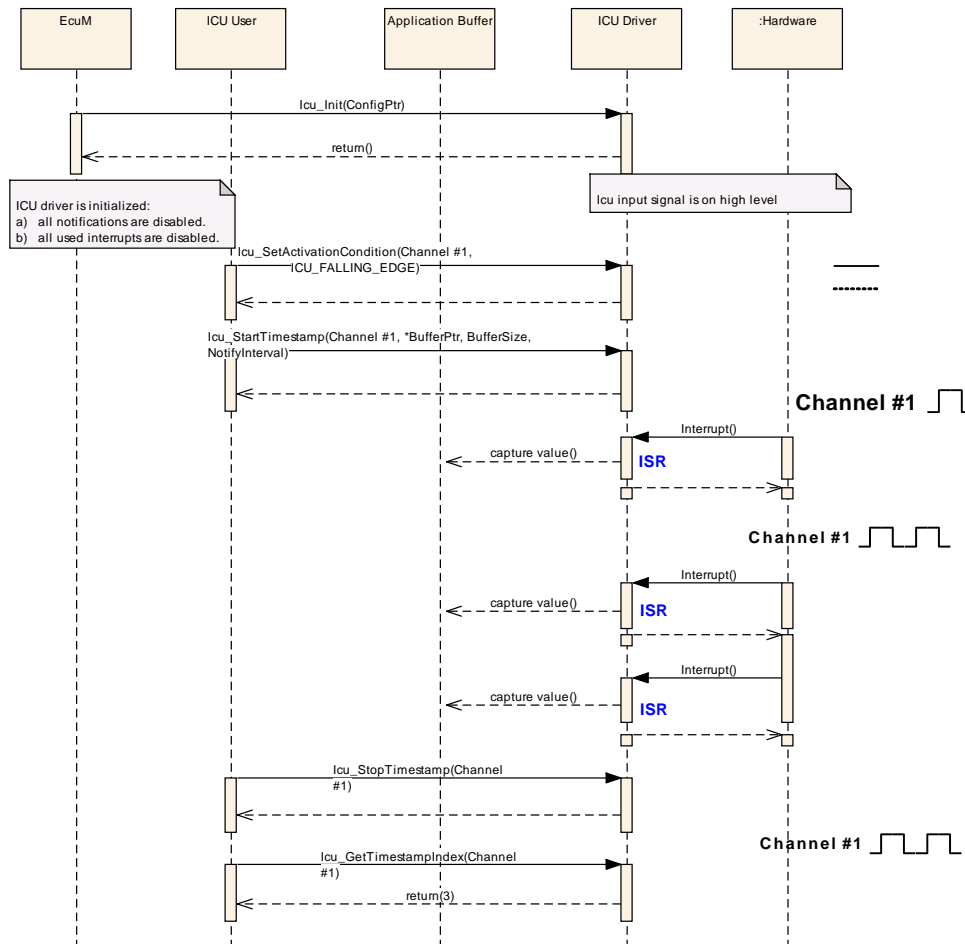 EcuM
ICU User
Application Buffer
ICU Driver
:Hardware
Icu_Init(ConfigPtr)
return()
ICU driver is initialized:
a) all notifications are disabled.
b) all used interrupts are disabled.
Icu input signal is on high level
Icu_SetActivationCondition(Channel #1,
ICU_FALLING_EDGE)
Icu_StartTimestamp(Channel #1, *BufferPtr, BufferSize,
NotifyInterval)
Channel #1
Interrupt()
capture value()
ISR
Channel #1
Interrupt()
capture value()
ISR
Interrupt()
capture value()
ISR
Icu_StopTimestamp(Channel
#1)
Channel #1
Icu_GetTimestampIndex(Channel
#1)
return(3)